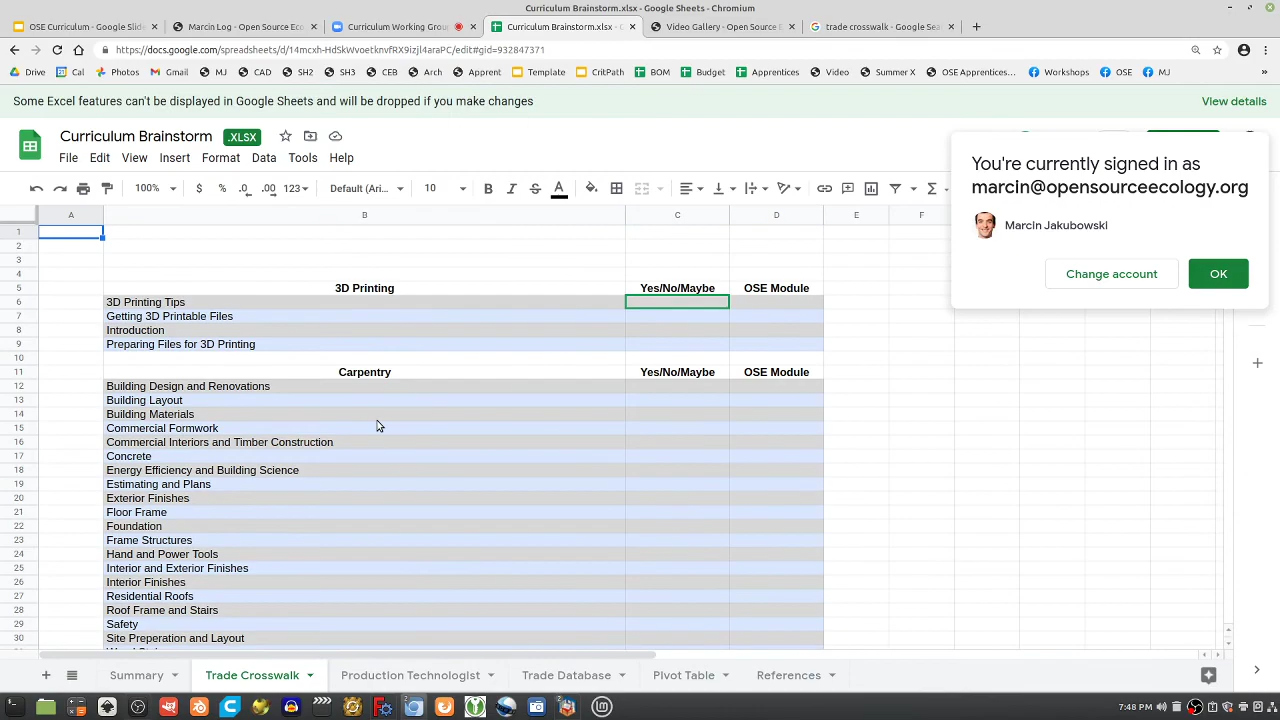 Curriculum Brainstorm.xlsx - Google Sheets - Chromium
OSE Curriculum - Google Slide
Marcin Log - Open Source Eco
Curriculum Working Grou
Curriculum Brainstorm.xlsx -
Video Gallery - Open Source E
trade crosswalk - Google Sea
https://docs.google.com/spreadsheets/d/14mcxh-HdSkWvoetknvfRX9izjl4araPC/edit#gid=932847371
Drive
Cal
Photos
Gmail
MJ
CAD
SH2
SH3
CEB
Arch
Apprent
Template
CritPath
BOM
Budget
Apprentices
Video
Summer X
OSE Apprentices...
Workshops
OSE
MJ
»
Some Excel features can't be displayed in Google Sheets and will be dropped if you make changes
View details
Curriculum Brainstorm
.XLSX
File Edit View Insert Format Data Tools Help
100% $ % .0 .00 123 Default (Ari... 10 B I S A Σ
You're currently signed in as
marcin@opensourceecology.org
Marcin Jakubowski
Change account
OK
A B C D E F
1
2
3
4
5 3D Printing Yes/No/Maybe OSE Module
6 3D Printing Tips
7 Getting 3D Printable Files
8 Introduction
9 Preparing Files for 3D Printing
10
11 Carpentry Yes/No/Maybe OSE Module
12 Building Design and Renovations
13 Building Layout
14 Building Materials
15 Commercial Formwork
16 Commercial Interiors and Timber Construction
17 Concrete
18 Energy Efficiency and Building Science
19 Estimating and Plans
20 Exterior Finishes
21 Floor Frame
22 Foundation
23 Frame Structures
24 Hand and Power Tools
25 Interior and Exterior Finishes
26 Interior Finishes
27 Residential Roofs
28 Roof Frame and Stairs
29 Safety
30 Site Preperation and Layout
Summary
Trade Crosswalk
Production Technologist
Trade Database
Pivot Table
References
7:48 PM